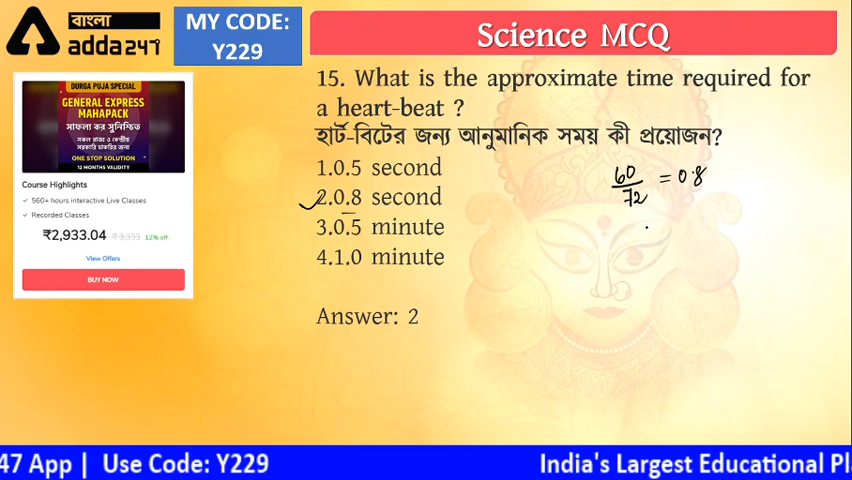 বাংলা
adda247
MY CODE:
Y229
Science MCQ
DURGA PUJA SPECIAL
GENERAL EXPRESS
MAHAPACK
সাফল্য কর সুনিশ্চিত
সকল রাজ্য ও কেন্দ্রীয়
সরকারি চাকরির জন্য
ONE STOP SOLUTION
12 MONTHS VALIDITY
Course Highlights
560+ hours interactive Live Classes
Recorded Classes
₹2,933.04 ₹3,333 12% off
View Offers
BUY NOW
15. What is the approximate time required for
a heart-beat ?
হার্ট-বিটের জন্য আনুমানিক সময় কী প্রয়োজন?
1.0.5 second
2.0.8 second
3.0.5 minute
4.1.0 minute
60/72 = 0.8
Answer: 2
47 App | Use Code: Y229
India's Largest Educational Pl